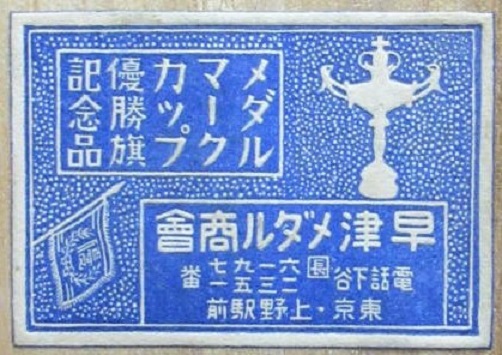 メダル
マーク
カップ
優勝旗
記念品
早津メダル商會
電話下谷 長 六一九七
二三五一 番
東京・上野駅前